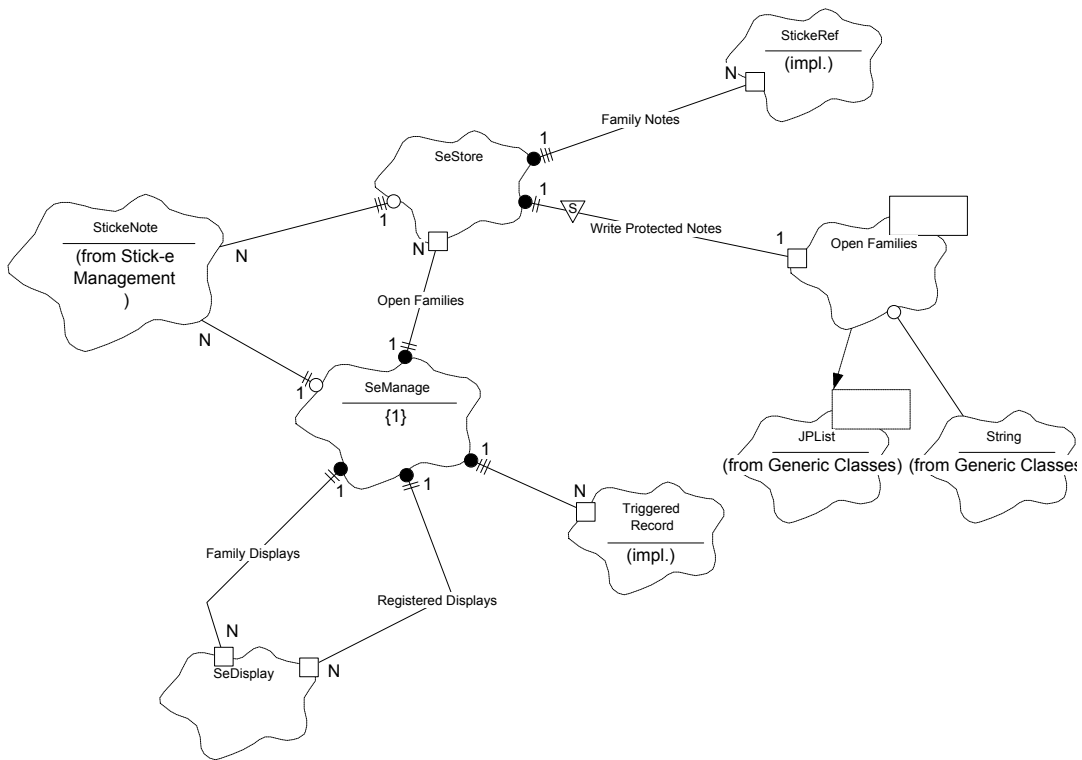 StickeRef
(impl.)
N
Family Notes
1
SeStore
1
S
Write Protected Notes
1
Open Families
1
N
StickeNote
(from Stick-e
Management
)
N
N
Open Families
1
1
SeManage
{1}
1
1
1
JPList
(from Generic Classes)
String
(from Generic Classes
N
Triggered
Record
(impl.)
Family Displays
Registered Displays
N
N
SeDisplay